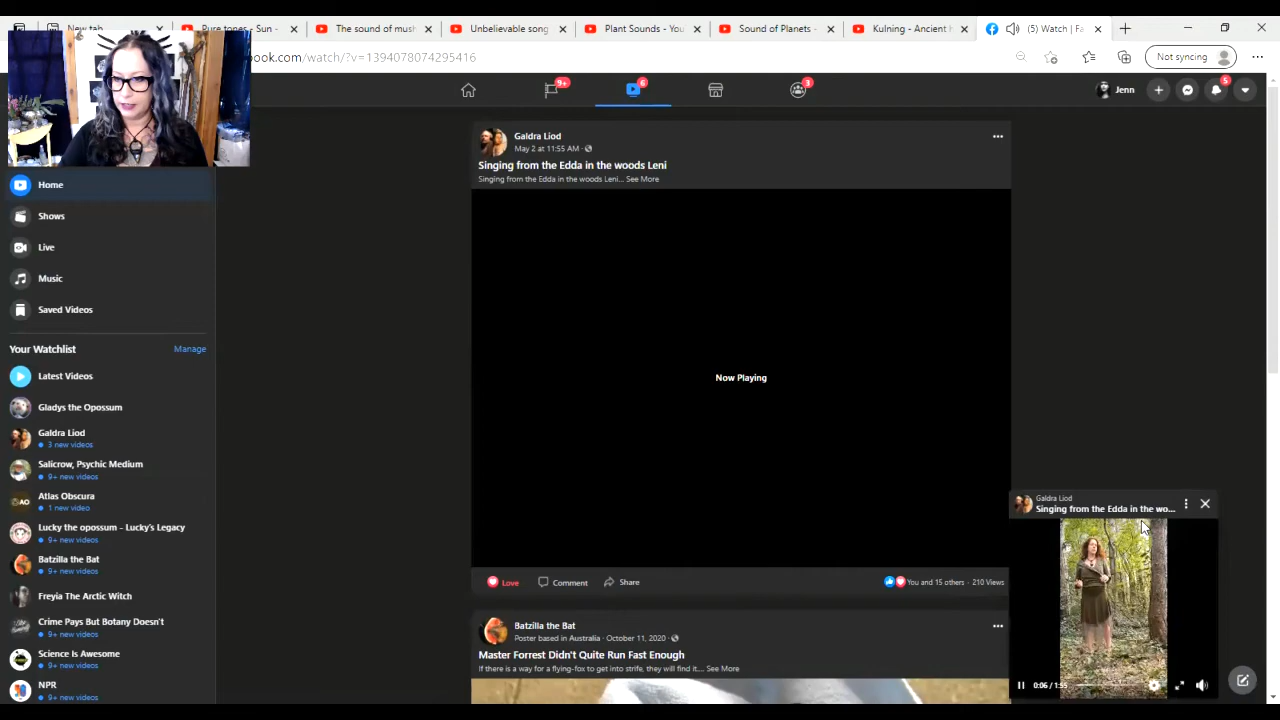 New tab
Pure tones - Sun -
The sound of mush
Unbelievable song
Plant Sounds - You
Sound of Planets -
Kulning - Ancient h
(5) Watch | Fa
book.com/watch/?v=1394078074295416
Not syncing
9+
6
3
Jenn
5
Home
Shows
Live
Music
Saved Videos
Your Watchlist
Manage
Latest Videos
Gladys the Opossum
Galdra Liod
3 new videos
Salicrow, Psychic Medium
9+ new videos
Atlas Obscura
1 new video
Lucky the opossum - Lucky's Legacy
9+ new videos
Batzilla the Bat
9+ new videos
Freyia The Arctic Witch
Crime Pays But Botany Doesn't
9+ new videos
Science Is Awesome
9+ new videos
NPR
9+ new videos
Galdra Liod
May 2 at 11:55 AM ·
Singing from the Edda in the woods Leni
Singing from the Edda in the woods Leni... See More
Now Playing
Love
Comment
Share
You and 15 others · 210 Views
Batzilla the Bat
Poster based in Australia · October 11, 2020 ·
Master Forrest Didn't Quite Run Fast Enough
If there is a way for a flying-fox to get into strife, they will find it.... See More
Galdra Liod
Singing from the Edda in the wo...
0:06 / 1:55